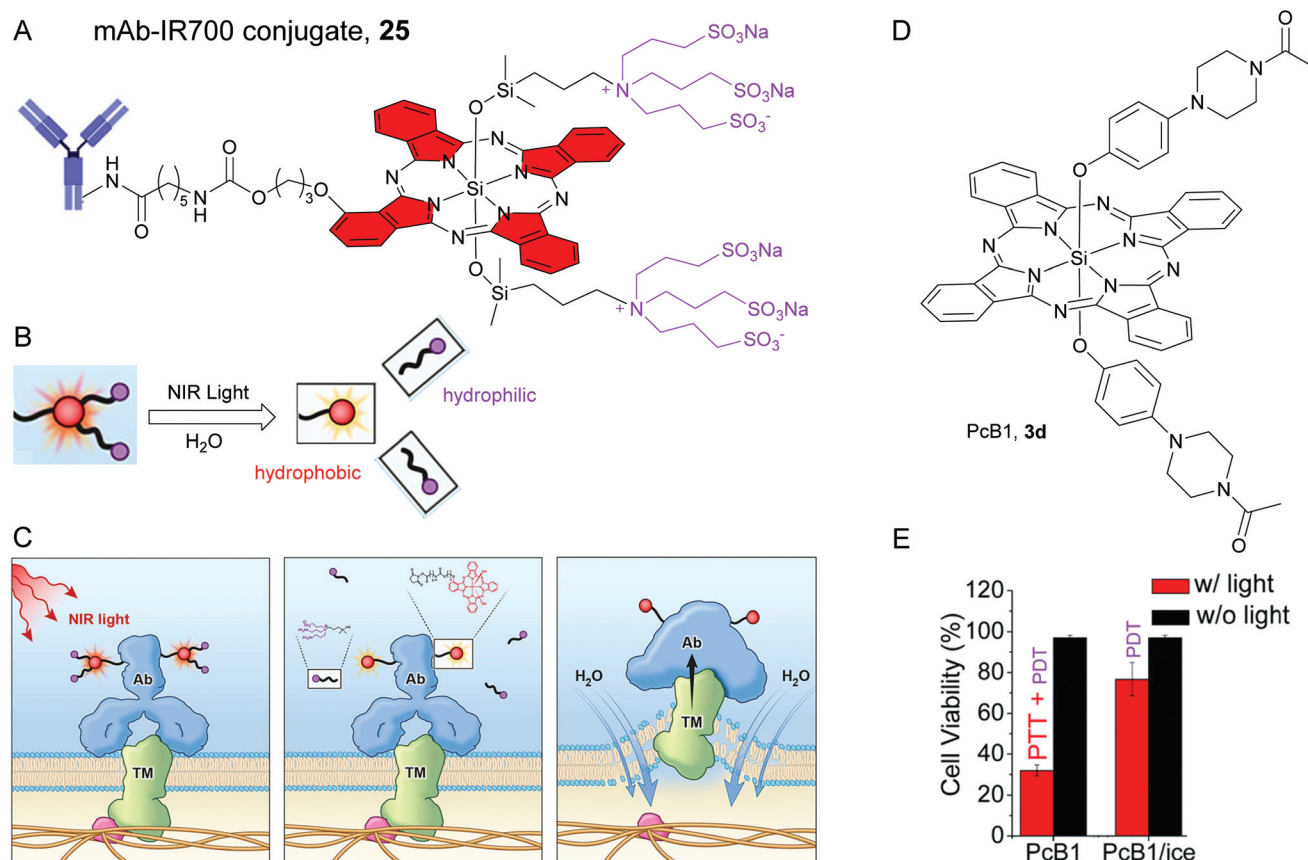 A
mAb-IR700 conjugate, 25
SO₃Na
SO₃Na
SO₃⁻
N
+
Si
O
H
N
O
( )₅
N
H
O
O
( )₃
O
N
N
N
N
N
N
N
N
Si
O
Si
N
+
SO₃Na
SO₃Na
SO₃⁻
B
NIR Light
H₂O
hydrophilic
hydrophobic
C
NIR light
Ab
TM
Ab
TM
Ab
TM
H₂O
H₂O
D
O
N
N
O
N
N
N
N
N
N
N
N
Si
O
N
N
O
PcB1, 3d
E
Cell Viability (%)
120
100
80
60
40
20
0
w/ light
w/o light
PTT + PDT
PDT
PcB1
PcB1/ice